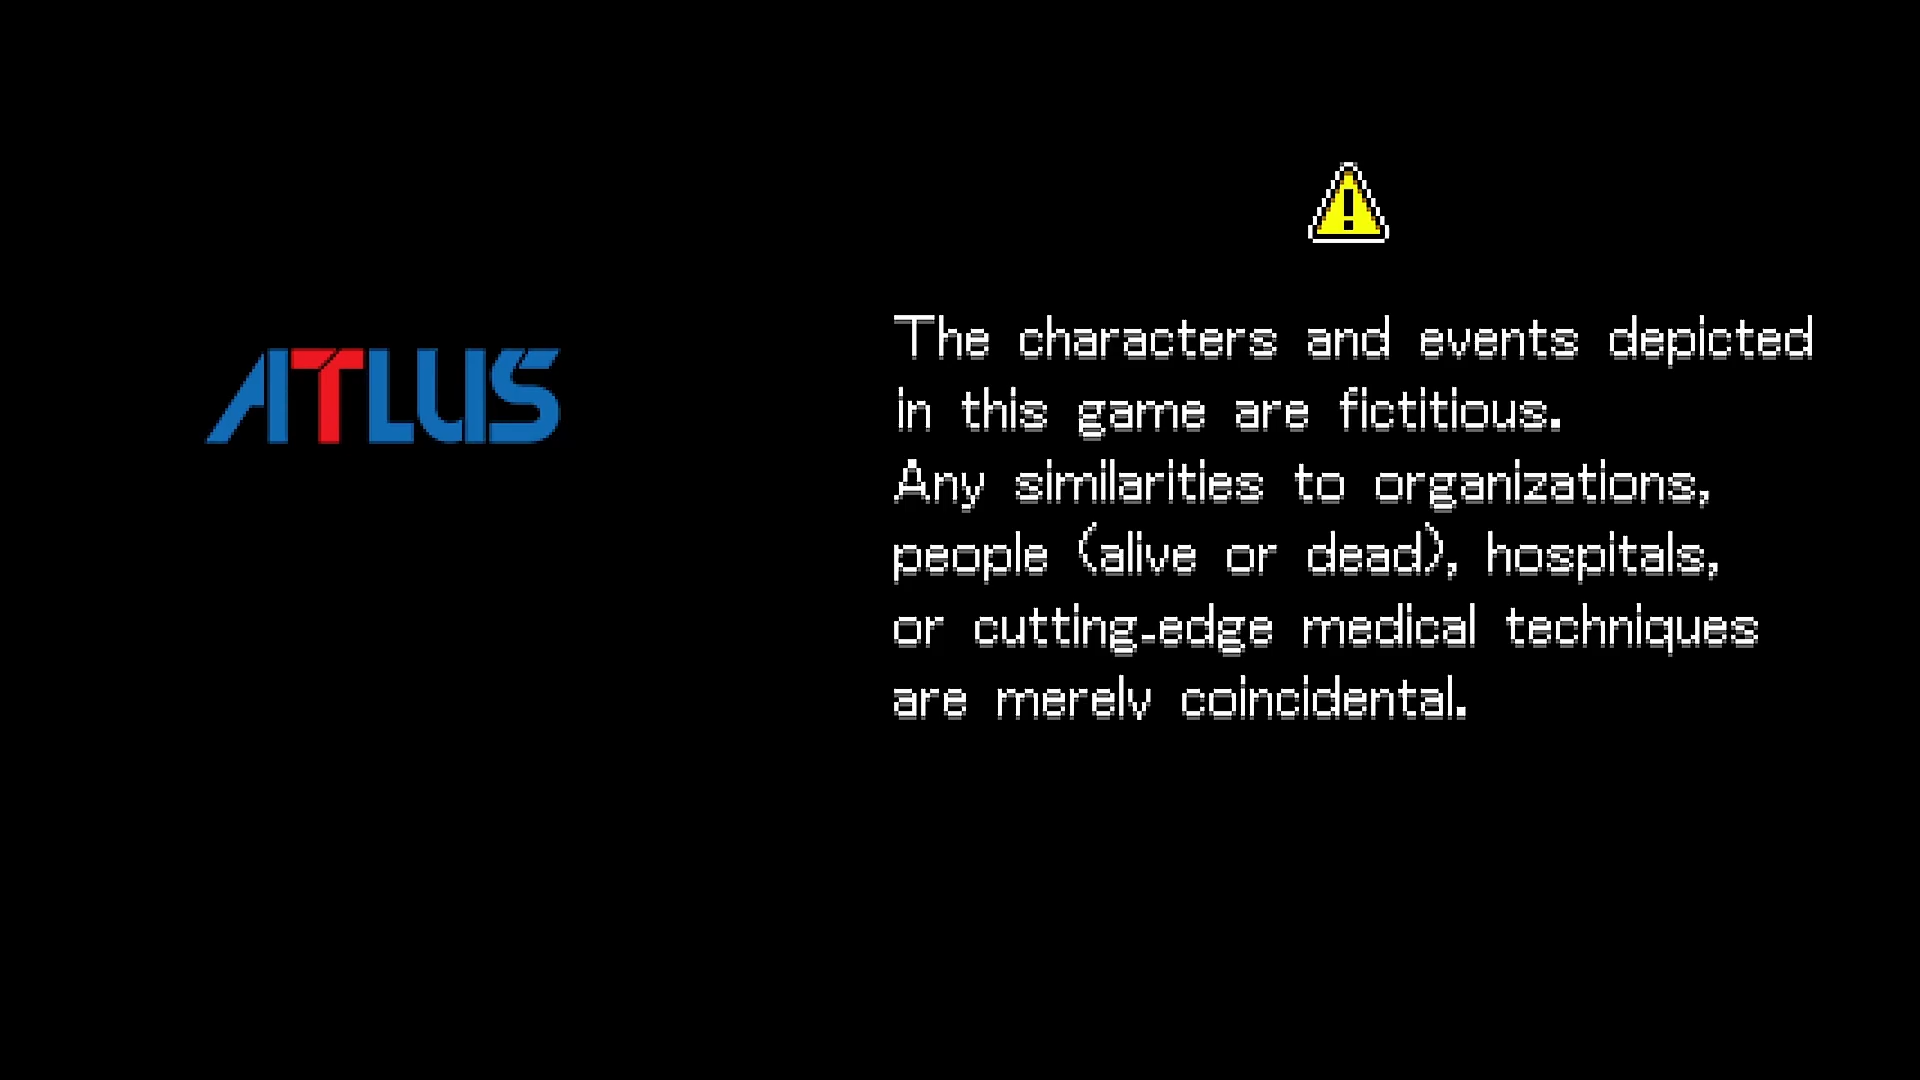 ATLUS
The characters and events depicted
in this game are fictitious.
Any similarities to organizations,
people (alive or dead), hospitals,
or cutting-edge medical techniques
are merely coincidental.